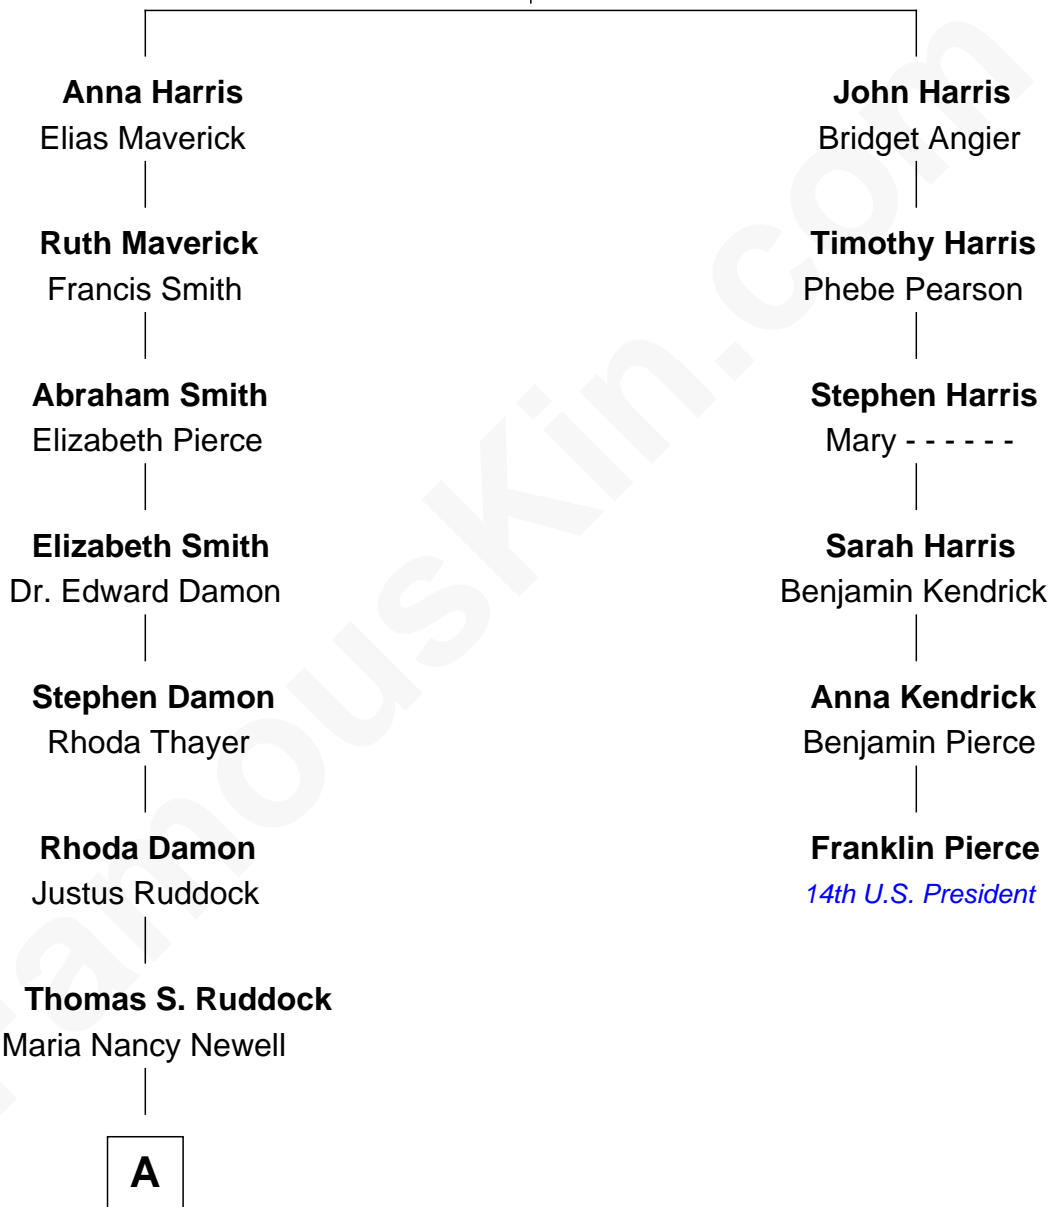 Anna Harris
Elias Maverick
Ruth Maverick
Francis Smith
Abraham Smith
Elizabeth Pierce
Elizabeth Smith
Dr. Edward Damon
Stephen Damon
Rhoda Thayer
Rhoda Damon
Justus Ruddock
Thomas S. Ruddock
Maria Nancy Newell
A
John Harris
Bridget Angier
Timothy Harris
Phebe Pearson
Stephen Harris
Mary - - - - - -
Sarah Harris
Benjamin Kendrick
Anna Kendrick
Benjamin Pierce
Franklin Pierce
14th U.S. President
FamousKin.com